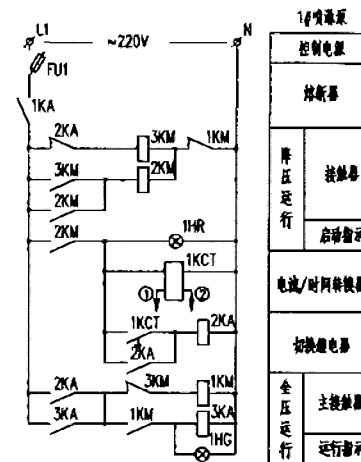 L1 ~220V N 1#喷淋泵
控制电源
FU1
熔断器
1KA
2KA 3KM 1KM
3KM 2KM
降压运行 接触器
2KM
2KM 1HR 启动指示
1KCT
电流/时间转换器
① ②
1KCT 2KA
切换继电器
2KA
2KA 3KM 1KM
全压运行 主接触器
3KA 1KM 3KA
1HG 运行指示